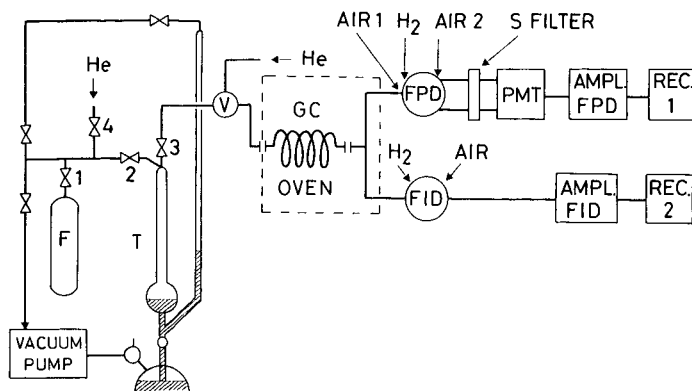 AIR 1 H2 AIR 2 S FILTER
He
He
V
FPD
PMT
AMPL. FPD
REC. 1
GC
OVEN
4
3
2
1
F
T
H2
AIR
FID
AMPL. FID
REC. 2
VACUUM
PUMP